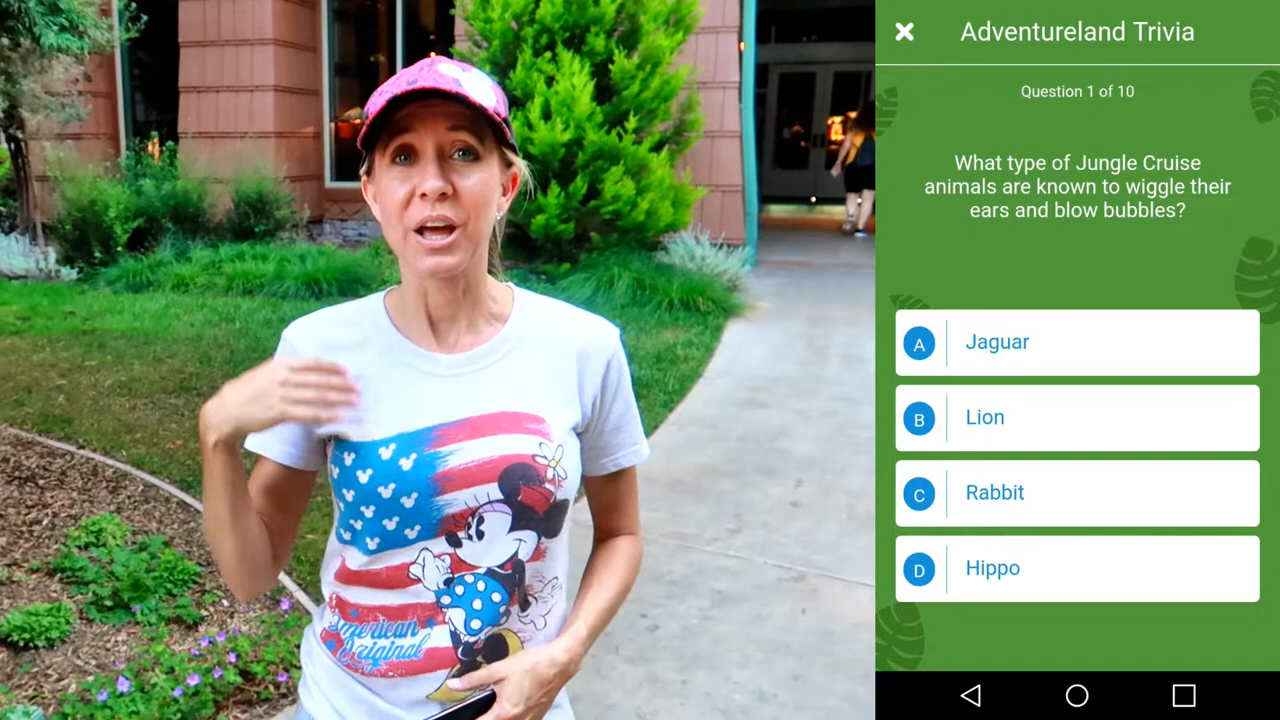 American
Original
Adventureland Trivia
Question 1 of 10
What type of Jungle Cruise
animals are known to wiggle their
ears and blow bubbles?
A Jaguar
B Lion
C Rabbit
D Hippo